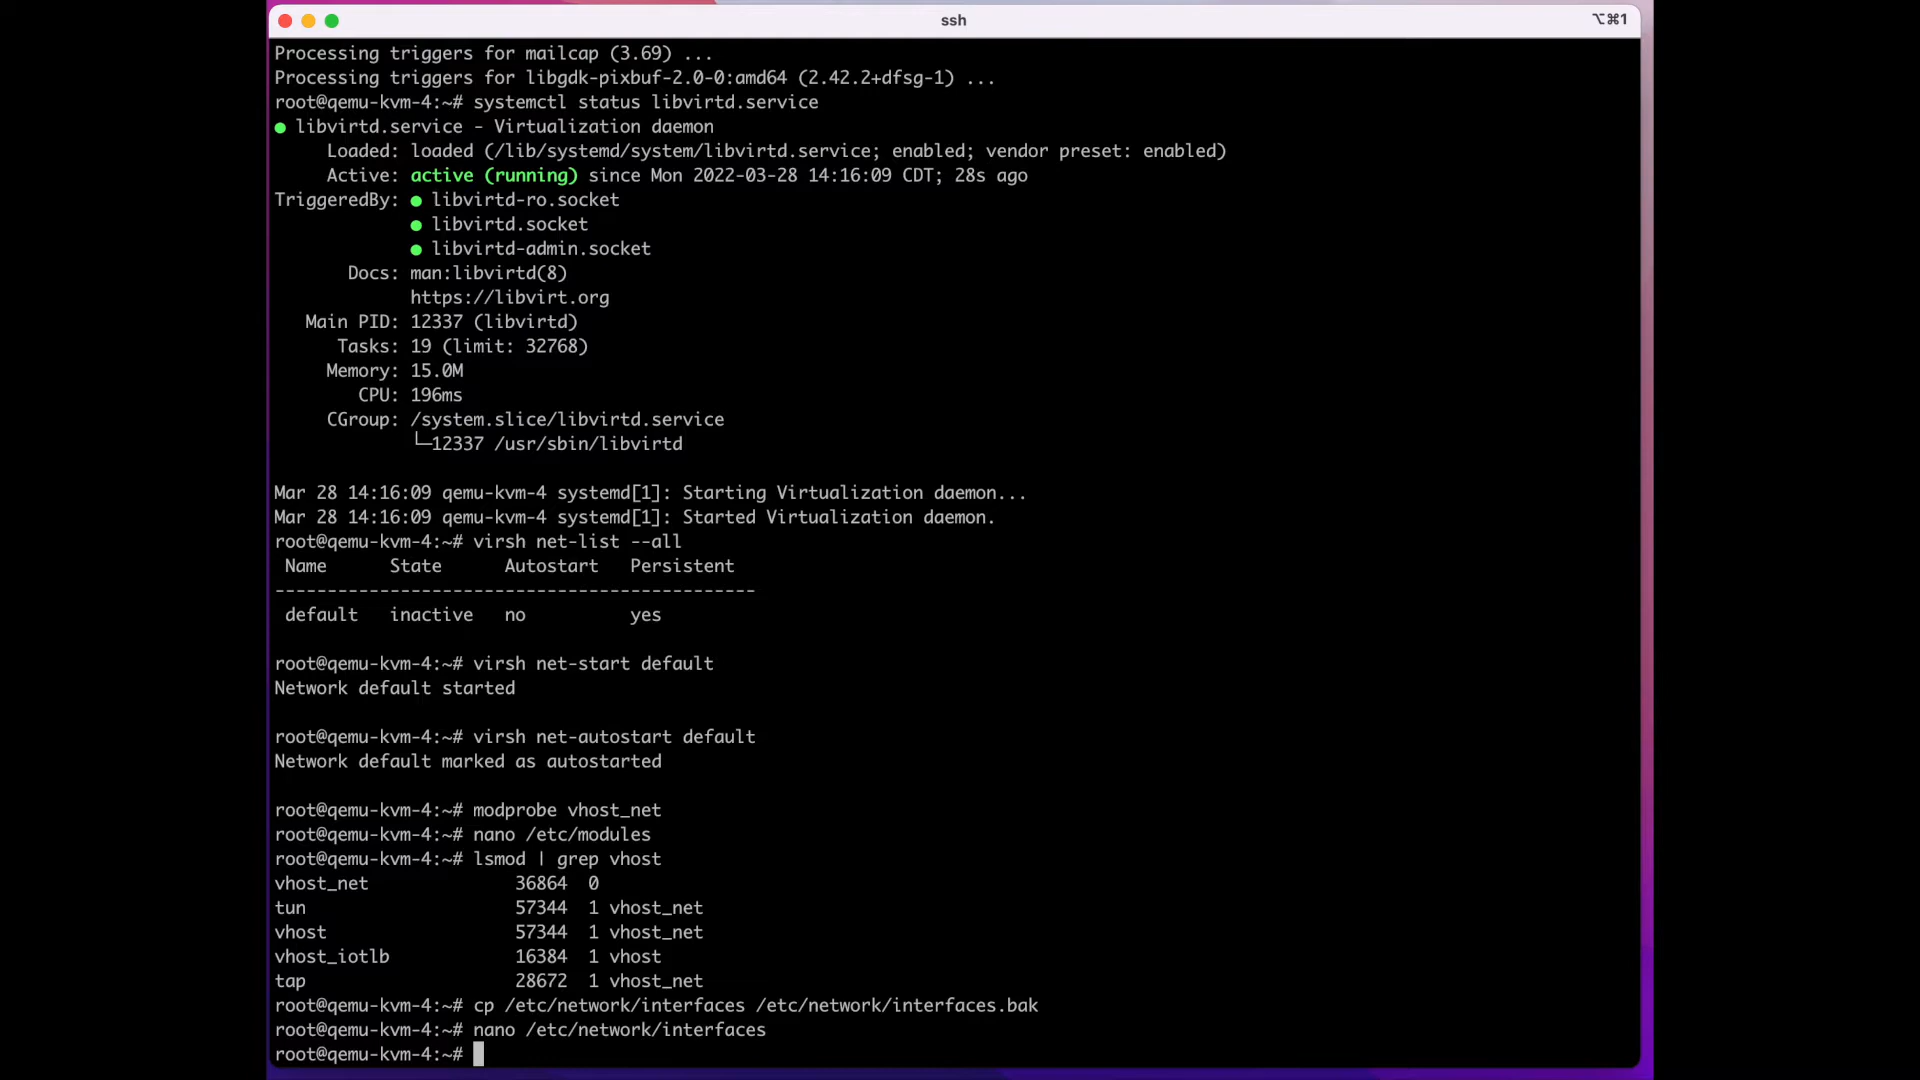 ssh
⌥⌘1
Processing triggers for mailcap (3.69) ...
Processing triggers for libgdk-pixbuf-2.0-0:amd64 (2.42.2+dfsg-1) ...
root@qemu-kvm-4:~# systemctl status libvirtd.service
● libvirtd.service - Virtualization daemon
     Loaded: loaded (/lib/systemd/system/libvirtd.service; enabled; vendor preset: enabled)
     Active: active (running) since Mon 2022-03-28 14:16:09 CDT; 28s ago
TriggeredBy: ● libvirtd-ro.socket
             ● libvirtd.socket
             ● libvirtd-admin.socket
       Docs: man:libvirtd(8)
             https://libvirt.org
   Main PID: 12337 (libvirtd)
      Tasks: 19 (limit: 32768)
     Memory: 15.0M
        CPU: 196ms
     CGroup: /system.slice/libvirtd.service
             └─12337 /usr/sbin/libvirtd
Mar 28 14:16:09 qemu-kvm-4 systemd[1]: Starting Virtualization daemon...
Mar 28 14:16:09 qemu-kvm-4 systemd[1]: Started Virtualization daemon.
root@qemu-kvm-4:~# virsh net-list --all
 Name      State      Autostart   Persistent
----------------------------------------------
 default   inactive   no          yes
root@qemu-kvm-4:~# virsh net-start default
Network default started
root@qemu-kvm-4:~# virsh net-autostart default
Network default marked as autostarted
root@qemu-kvm-4:~# modprobe vhost_net
root@qemu-kvm-4:~# nano /etc/modules
root@qemu-kvm-4:~# lsmod | grep vhost
vhost_net              36864  0
tun                    57344  1 vhost_net
vhost                  57344  1 vhost_net
vhost_iotlb            16384  1 vhost
tap                    28672  1 vhost_net
root@qemu-kvm-4:~# cp /etc/network/interfaces /etc/network/interfaces.bak
root@qemu-kvm-4:~# nano /etc/network/interfaces
root@qemu-kvm-4:~#